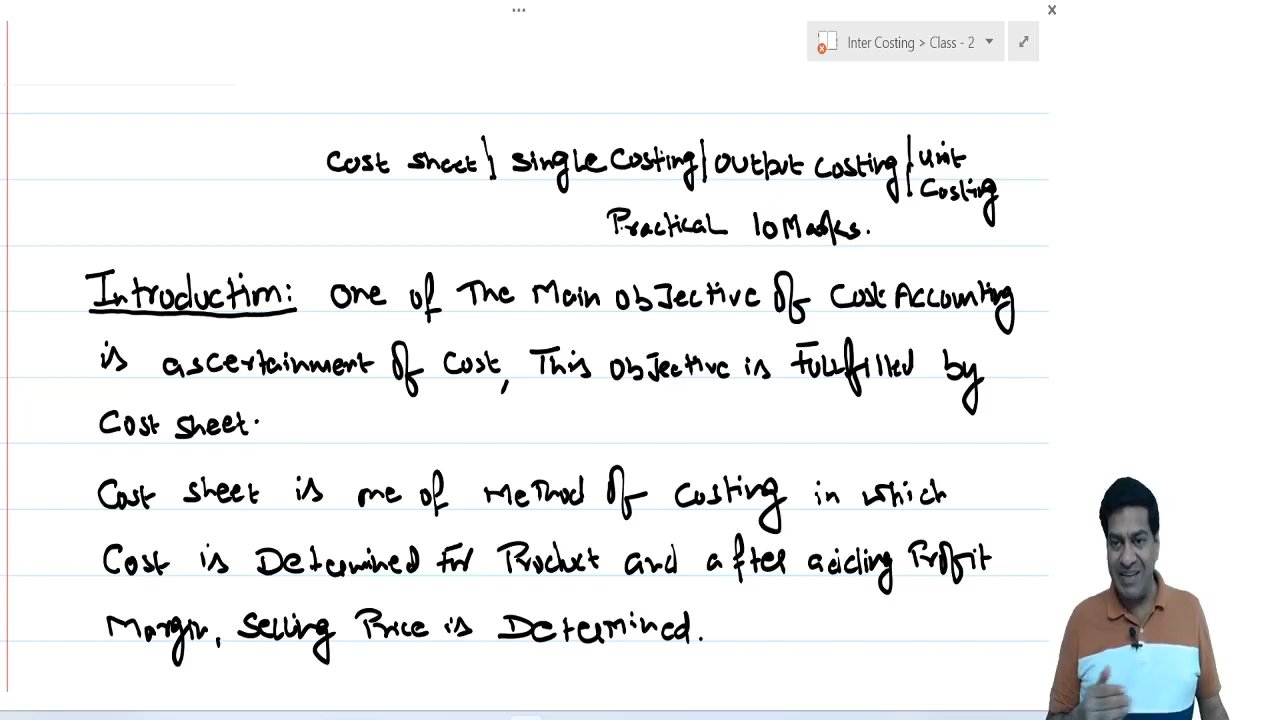 ...
Inter Costing > Class - 2
Cost sheet | single Costing | output Costing | unit
Costing
Practical 10 Marks.
Introduction: One of The Main objective of Cost Accounting
is ascertainment of Cost, This objective is Fullfilled by
Cost sheet.
Cost sheet is one of Method of Costing in which
Cost is Determined For Product and after adding Profit
Margin, Selling Price is Determined.